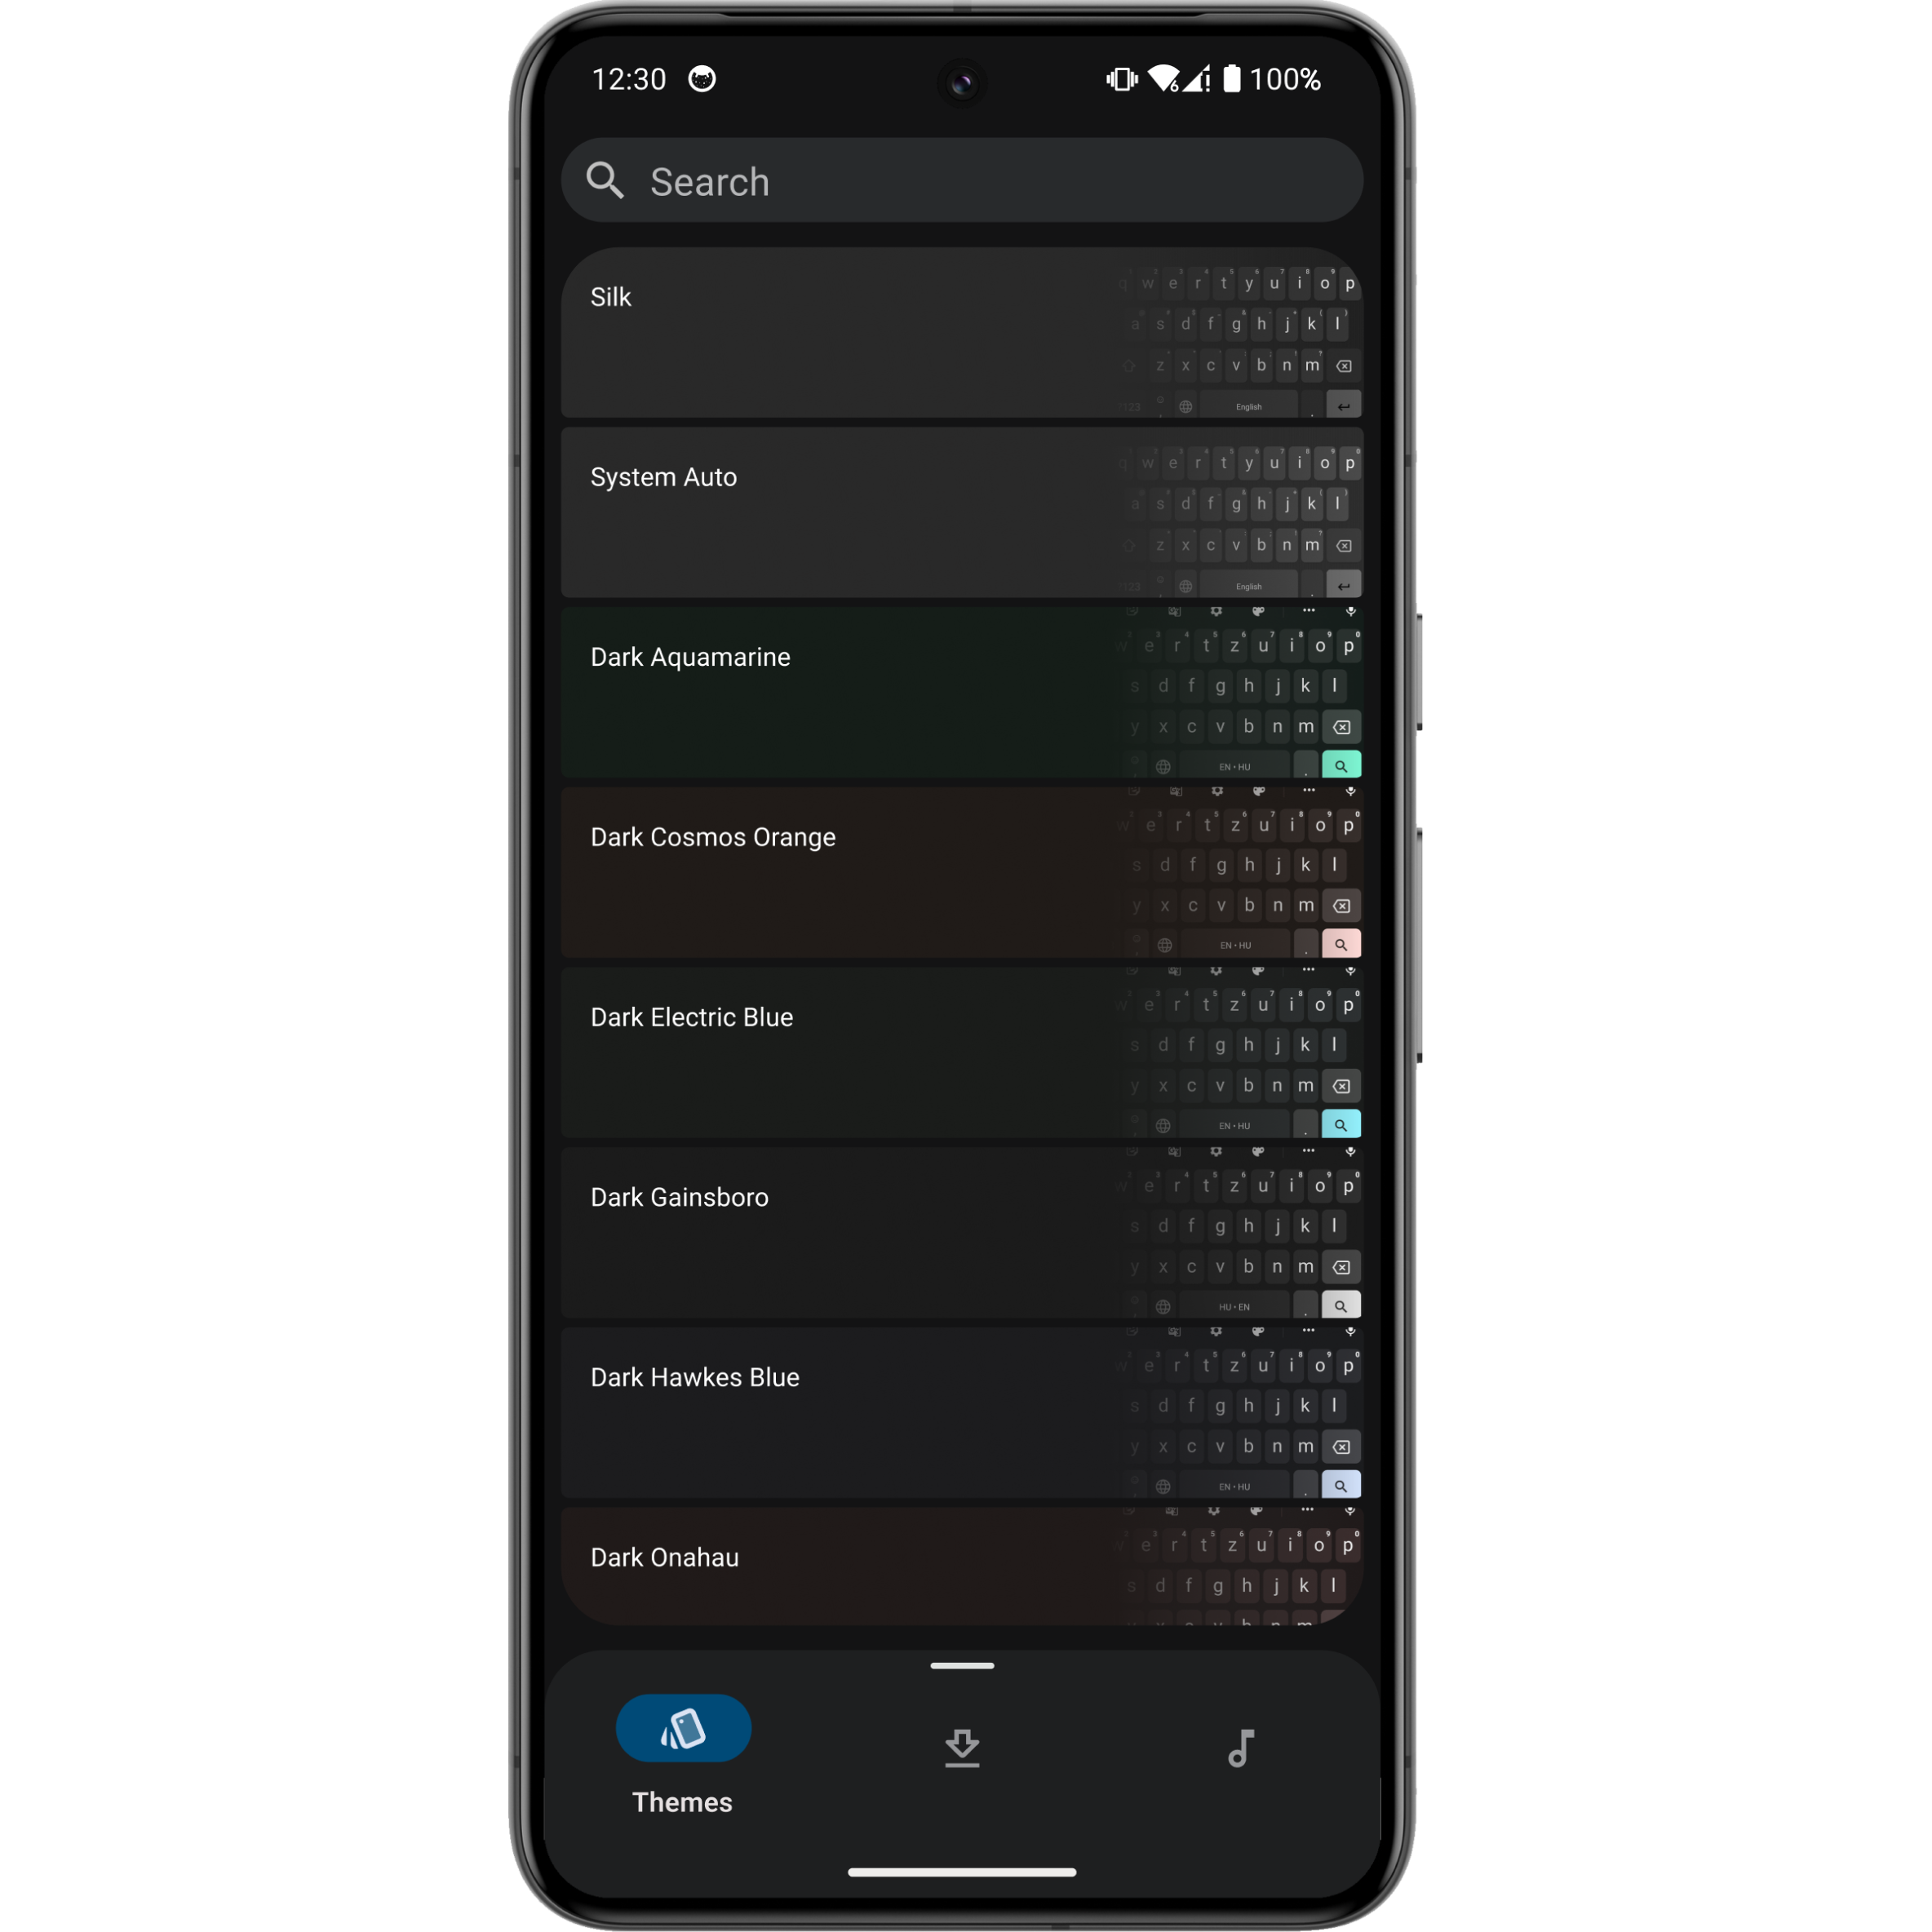 12:30 100%
Search
Silk
q w e r t y u i o p
a s d f g h j k l
z x c v b n m
?123 , English .
System Auto
q w e r t y u i o p
a s d f g h j k l
z x c v b n m
?123 , English .
Dark Aquamarine
w e r t z u i o p
s d f g h j k l
y x c v b n m
EN • HU .
Dark Cosmos Orange
w e r t z u i o p
s d f g h j k l
y x c v b n m
EN • HU .
Dark Electric Blue
w e r t z u i o p
s d f g h j k l
y x c v b n m
EN • HU .
Dark Gainsboro
w e r t z u i o p
s d f g h j k l
y x c v b n m
HU • EN .
Dark Hawkes Blue
w e r t z u i o p
s d f g h j k l
y x c v b n m
EN • HU .
Dark Onahau
w e r t z u i o p
s d f g h j k l
y x c v b n m
Themes